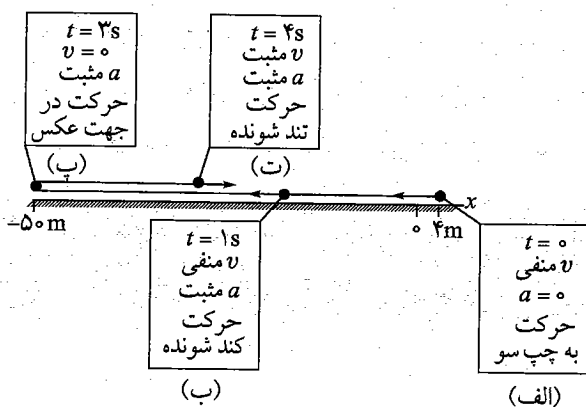 t = ۳s
v = ۰
a مثبت
حرکت در
جهت عکس
(پ)
t = ۴s
v مثبت
a مثبت
حرکت
تند شونده
(ت)
−۵۰ m
۰
۴m
x
t = ۱s
v منفی
a مثبت
حرکت
کند شونده
(ب)
t = ۰
v منفی
a = ۰
حرکت
به چپ سو
(الف)